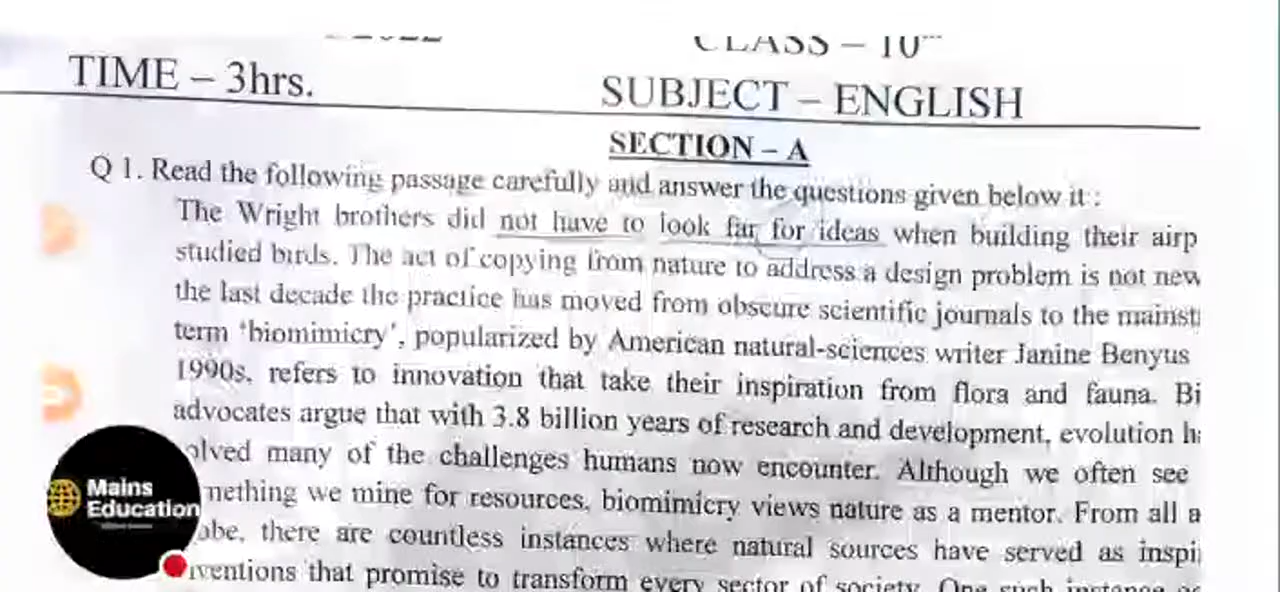 2022 CLASS – 10th
TIME – 3hrs. SUBJECT – ENGLISH
SECTION – A
Q 1. Read the following passage carefully and answer the questions given below it :
The Wright brothers did not have to look far for ideas when building their airp
studied birds. The act of copying from nature to address a design problem is not new
the last decade the practice has moved from obscure scientific journals to the mainst
term ‘biomimicry’, popularized by American natural-sciences writer Janine Benyus
1990s, refers to innovation that take their inspiration from flora and fauna. Bi
advocates argue that with 3.8 billion years of research and development, evolution h
olved many of the challenges humans now encounter. Although we often see
mething we mine for resources, biomimicry views nature as a mentor. From all a
obe, there are countless instances where natural sources have served as inspi
ventions that promise to transform every sector of society. One such instance
Mains
Education